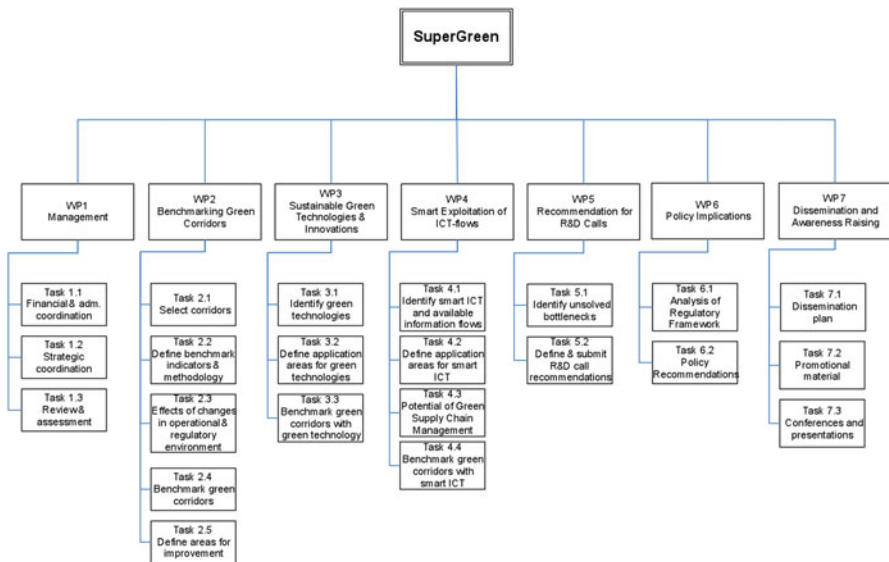 SuperGreen
WP1
Management
WP2
Benchmarking Green
Corridors
WP3
Sustainable Green
Technologies &
Innovations
WP4
Smart Exploitation of
ICT-flows
WP5
Recommendation for
R&D Calls
WP6
Policy Implications
WP7
Dissemination and
Awareness Raising
Task 1.1
Financial & adm.
coordination
Task 1.2
Strategic
coordination
Task 1.3
Review &
assessment
Task 2.1
Select corridors
Task 2.2
Define benchmark
indicators &
methodology
Task 2.3
Effects of changes
in operational &
regulatory
environment
Task 2.4
Benchmark green
corridors
Task 2.5
Define areas for
improvement
Task 3.1
Identify green
technologies
Task 3.2
Define application
areas for green
technologies
Task 3.3
Benchmark green
corridors with
green technology
Task 4.1
Identify smart ICT
and available
information flows
Task 4.2
Define application
areas for smart
ICT
Task 4.3
Potential of Green
Supply Chain
Management
Task 4.4
Benchmark green
corridors with
smart ICT
Task 5.1
Identify unsolved
bottlenecks
Task 5.2
Define & submit
R&D call
recommendations
Task 6.1
Analysis of
Regulatory
Framework
Task 6.2
Policy
Recommendations
Task 7.1
Dissemination
plan
Task 7.2
Promotional
material
Task 7.3
Conferences and
presentations